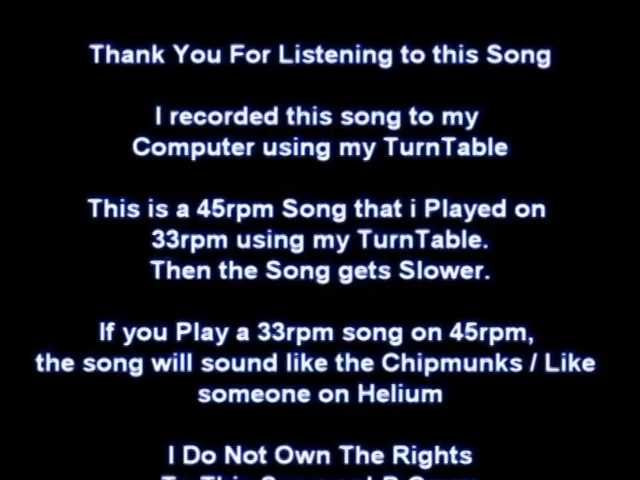 Thank You For Listening to this Song
I recorded this song to my
Computer using my TurnTable
This is a 45rpm Song that i Played on
33rpm using my TurnTable.
Then the Song gets Slower.
If you Play a 33rpm song on 45rpm,
the song will sound like the Chipmunks / Like
someone on Helium
I Do Not Own The Rights